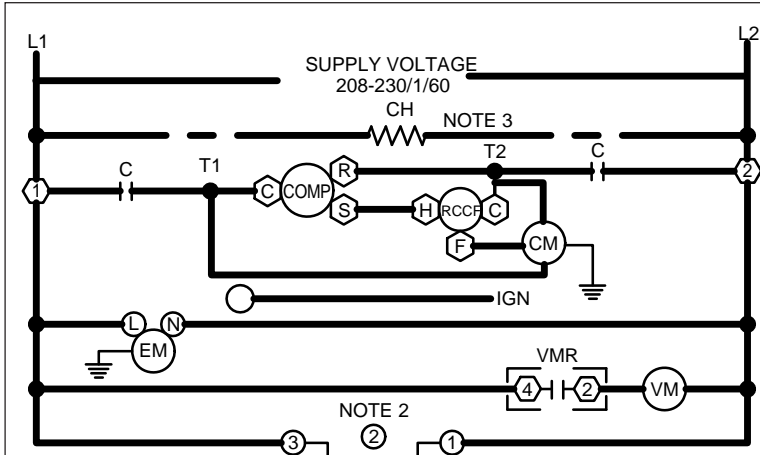 L1
L2
SUPPLY VOLTAGE
208-230/1/60
CH
NOTE 3
C
T1
T2
C
1
C
COMP
R
2
S
H
RCCF
C
F
CM
IGN
L
N
EM
VMR
4
2
VM
NOTE 2
3
2
1